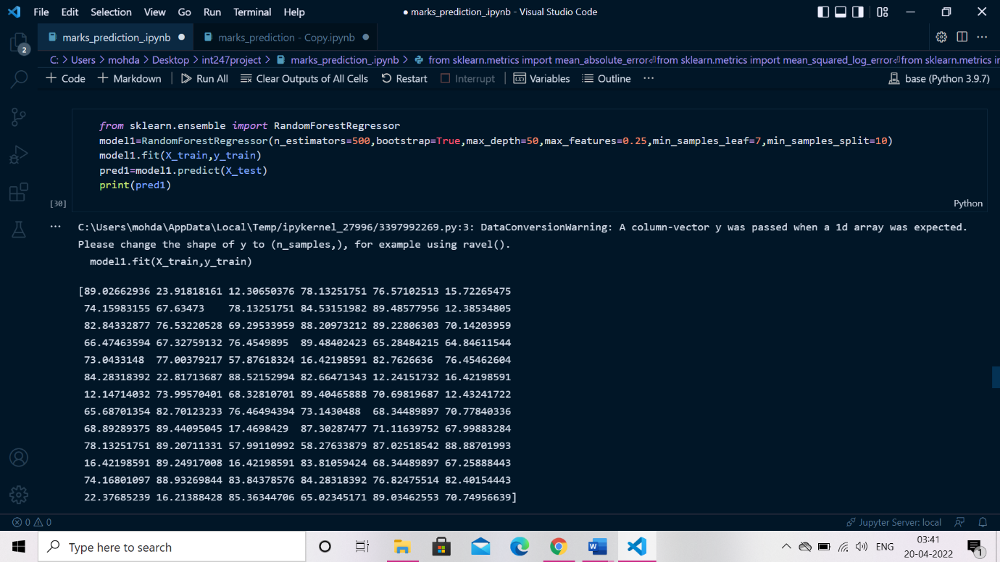 File Edit Selection View Go Run Terminal Help ● marks_prediction_.ipynb - Visual Studio Code
marks_prediction_.ipynb ● marks_prediction - Copy.ipynb ●
2
C: > Users > mohda > Desktop > int247project > marks_prediction_.ipynb > from sklearn.metrics import mean_absolute_error⏎from sklearn.metrics import mean_squared_log_error⏎from sklearn.metrics i
+ Code + Markdown | Run All Clear Outputs of All Cells Restart Interrupt | Variables Outline ··· base (Python 3.9.7)
from sklearn.ensemble import RandomForestRegressor
model1=RandomForestRegressor(n_estimators=500,bootstrap=True,max_depth=50,max_features=0.25,min_samples_leaf=7,min_samples_split=10)
model1.fit(X_train,y_train)
pred1=model1.predict(X_test)
print(pred1)
[30] Python
··· C:\Users\mohda\AppData\Local\Temp/ipykernel_27996/3397992269.py:3: DataConversionWarning: A column-vector y was passed when a 1d array was expected.
Please change the shape of y to (n_samples,), for example using ravel().
model1.fit(X_train,y_train)
[89.02662936 23.91818161 12.30650376 78.13251751 76.57102513 15.72265475
74.15983155 67.63473 78.13251751 84.53151982 89.48577956 12.38534805
82.84332877 76.53220528 69.29533959 88.20973212 89.22806303 70.14203959
66.47463594 67.32759132 76.4549895 89.48402423 65.28484215 64.84611544
73.0433148 77.00379217 57.87618324 16.42198591 82.7626636 76.45462604
84.28318392 22.81713687 88.52152994 82.66471343 12.24151732 16.42198591
12.14714032 73.99570401 68.32810701 89.40465888 70.69819687 12.43241722
65.68701354 82.70123233 76.46494394 73.1430488 68.34489897 70.77840336
68.89289375 89.44095045 17.4698429 87.30287477 71.11639752 67.99883284
78.13251751 89.20711331 57.99110992 58.27633879 87.02518542 88.88701993
16.42198591 89.24917008 16.42198591 83.81059424 68.34489897 67.25888443
74.16801097 88.93269844 83.84378576 84.28318392 76.82475514 82.40154443
22.37685239 16.21388428 85.36344706 65.02345171 89.03462553 70.74956639]
0 0 Jupyter Server: local
Type here to search ENG 03:41
20-04-2022 1